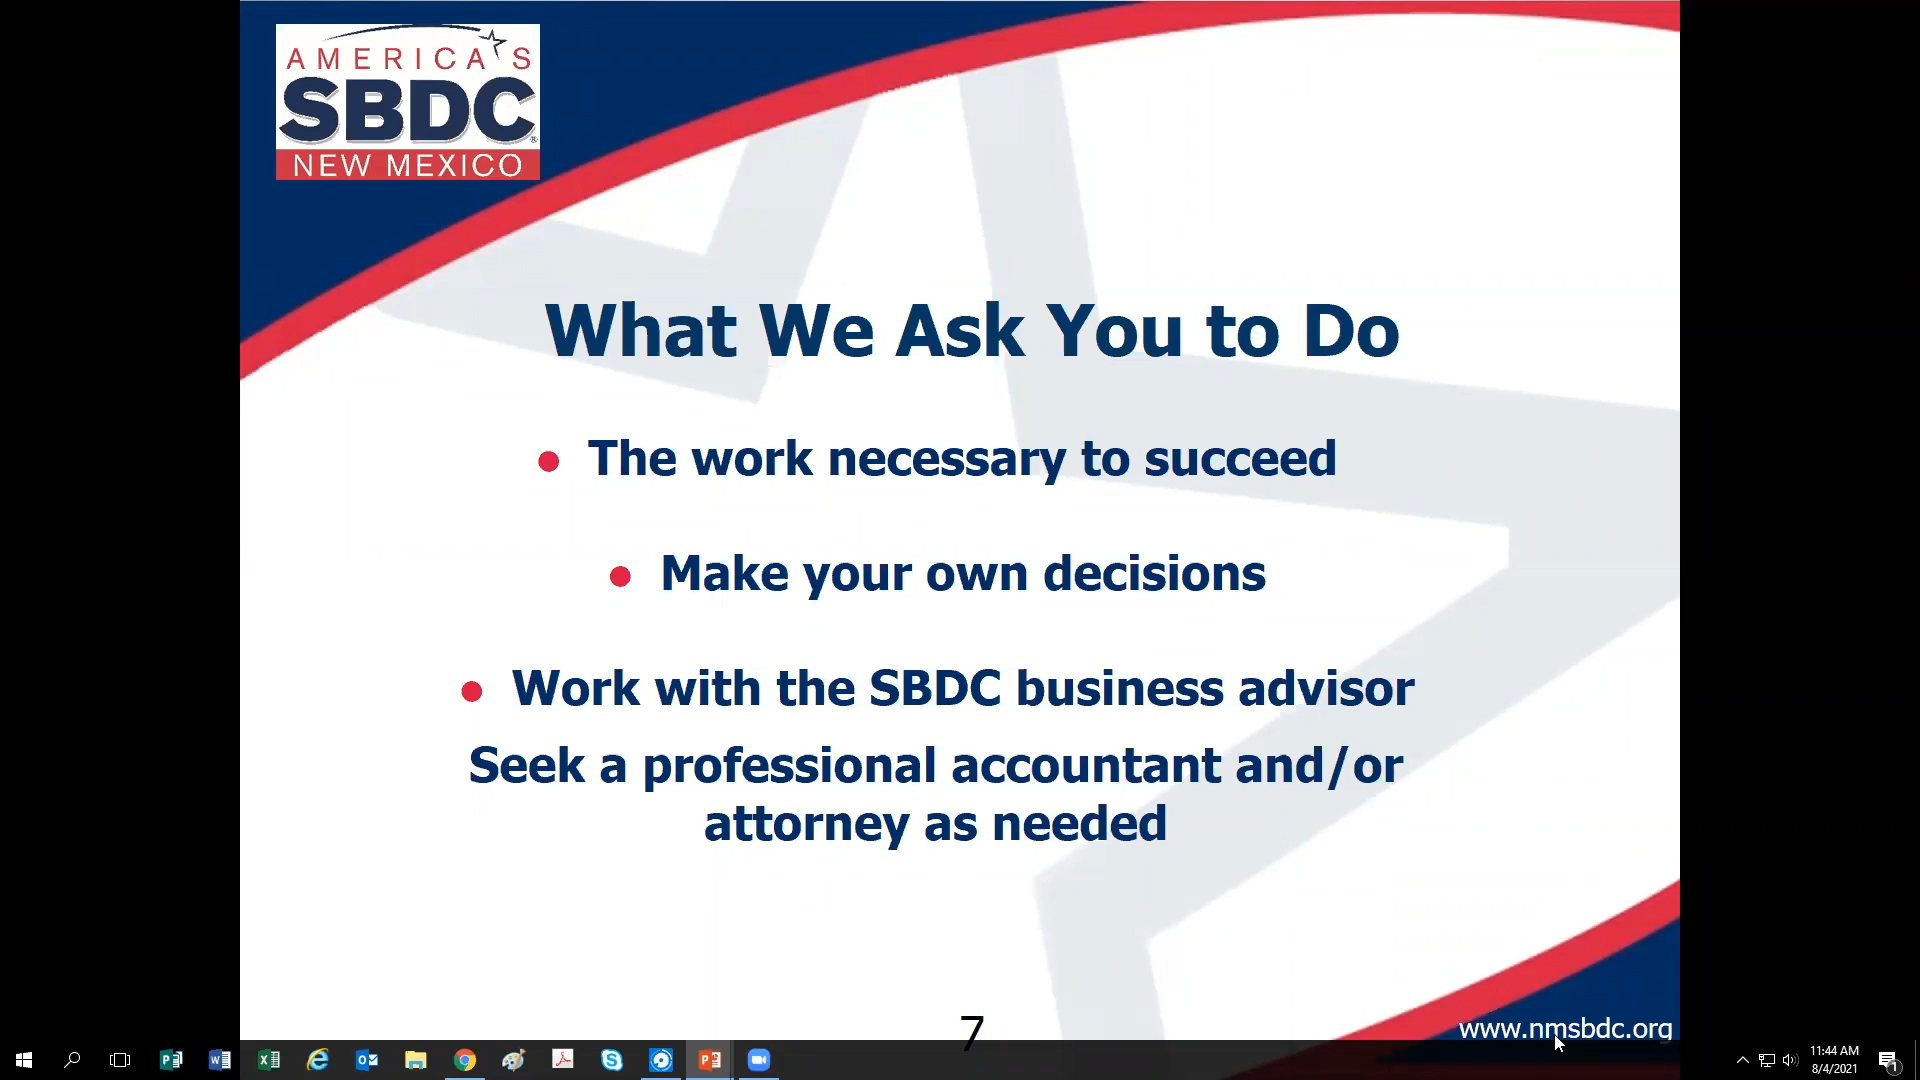 AMERICA'S
SBDC
NEW MEXICO
What We Ask You to Do
• The work necessary to succeed
• Make your own decisions
• Work with the SBDC business advisor
Seek a professional accountant and/or
attorney as needed
7
www.nmsbdc.org
11:44 AM
8/4/2021